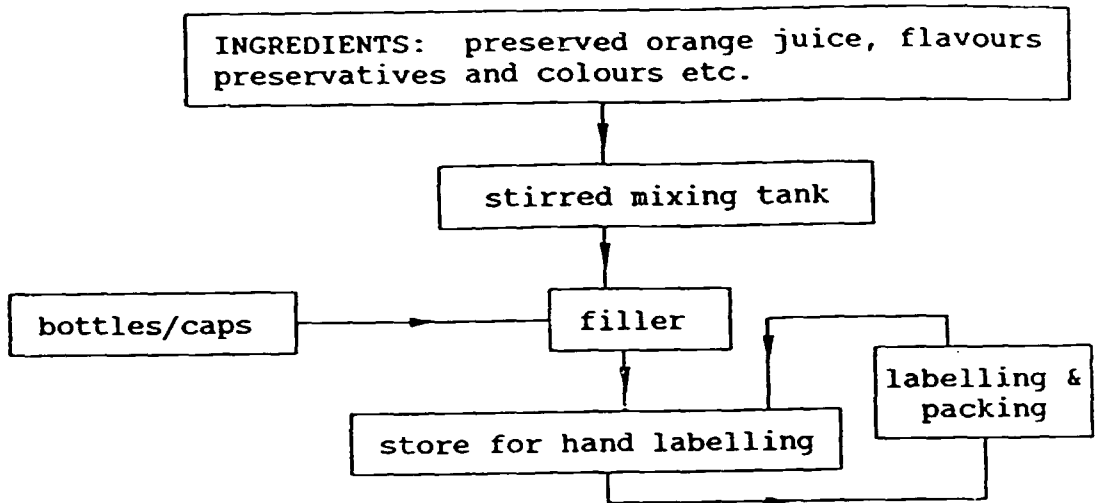 INGREDIENTS: preserved orange juice, flavours
preservatives and colours etc.
stirred mixing tank
bottles/caps
filler
labelling &
packing
store for hand labelling